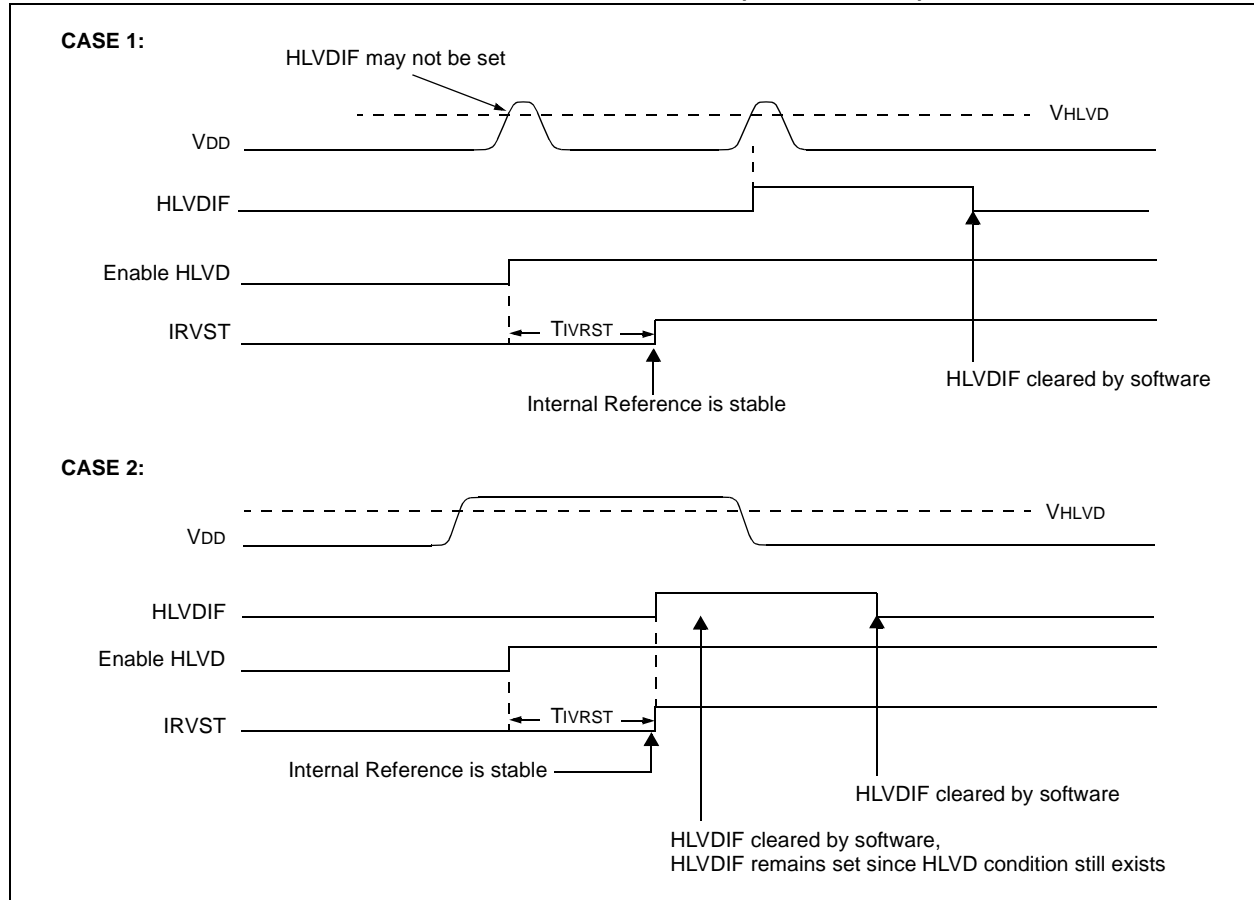 CASE 1:
HLVDIF may not be set
VHLVD
VDD
HLVDIF
Enable HLVD
TIVRST
IRVST
HLVDIF cleared by software
Internal Reference is stable
CASE 2:
VHLVD
VDD
HLVDIF
Enable HLVD
TIVRST
IRVST
Internal Reference is stable
HLVDIF cleared by software
HLVDIF cleared by software,
HLVDIF remains set since HLVD condition still exists